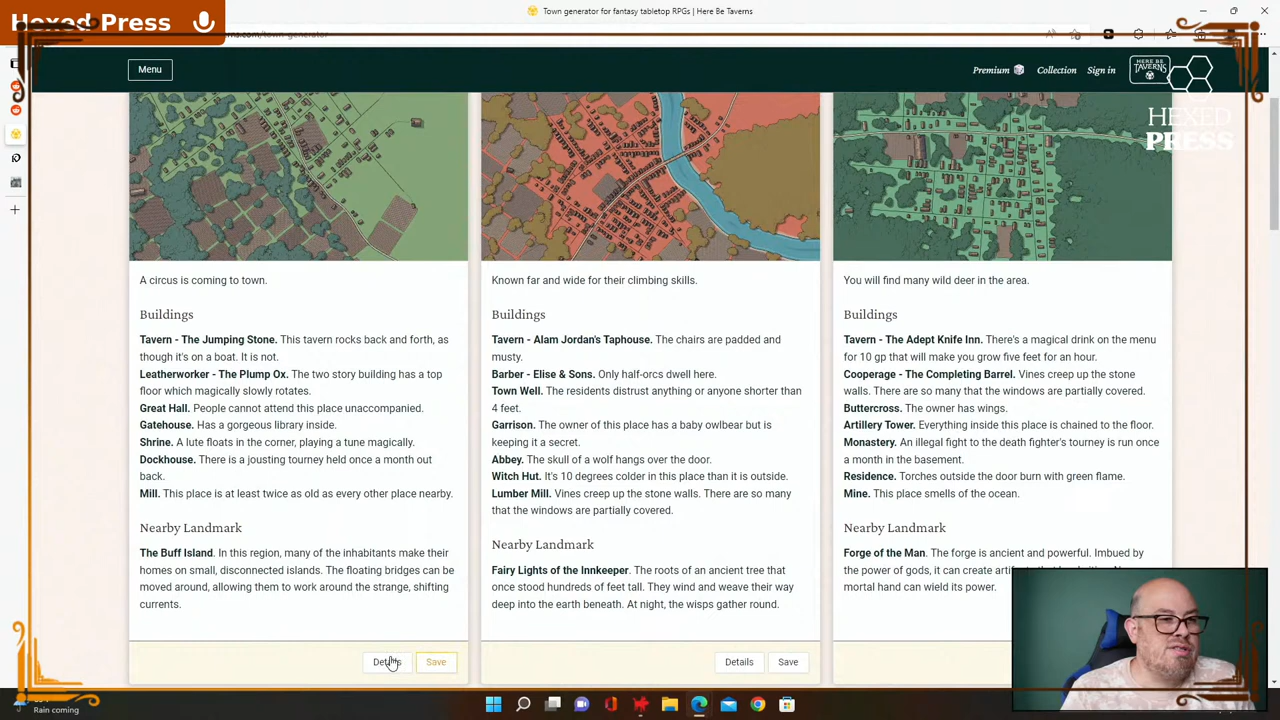 Hexed Press
Town generator for fantasy tabletop RPGs | Here Be Taverns
Menu
Premium
Collection
Sign in
HERE BE
TAVERNS
HEXED
PRESS
A circus is coming to town.
Buildings
Tavern - The Jumping Stone. This tavern rocks back and forth, as
though it's on a boat. It is not.
Leatherworker - The Plump Ox. The two story building has a top
floor which magically slowly rotates.
Great Hall. People cannot attend this place unaccompanied.
Gatehouse. Has a gorgeous library inside.
Shrine. A lute floats in the corner, playing a tune magically.
Dockhouse. There is a jousting tourney held once a month out
back.
Mill. This place is at least twice as old as every other place nearby.
Nearby Landmark
The Buff Island. In this region, many of the inhabitants make their
homes on small, disconnected islands. The floating bridges can be
moved around, allowing them to work around the strange, shifting
currents.
Details
Save
Known far and wide for their climbing skills.
Buildings
Tavern - Alam Jordan's Taphouse. The chairs are padded and
musty.
Barber - Elise & Sons. Only half-orcs dwell here.
Town Well. The residents distrust anything or anyone shorter than
4 feet.
Garrison. The owner of this place has a baby owlbear but is
keeping it a secret.
Abbey. The skull of a wolf hangs over the door.
Witch Hut. It's 10 degrees colder in this place than it is outside.
Lumber Mill. Vines creep up the stone walls. There are so many
that the windows are partially covered.
Nearby Landmark
Fairy Lights of the Innkeeper. The roots of an ancient tree that
once stood hundreds of feet tall. They wind and weave their way
deep into the earth beneath. At night, the wisps gather round.
Details
Save
You will find many wild deer in the area.
Buildings
Tavern - The Adept Knife Inn. There's a magical drink on the menu
for 10 gp that will make you grow five feet for an hour.
Cooperage - The Completing Barrel. Vines creep up the stone
walls. There are so many that the windows are partially covered.
Buttercross. The owner has wings.
Artillery Tower. Everything inside this place is chained to the floor.
Monastery. An illegal fight to the death fighter's tourney is run once
a month in the basement.
Residence. Torches outside the door burn with green flame.
Mine. This place smells of the ocean.
Nearby Landmark
Forge of the Man. The forge is ancient and powerful. Imbued by
the power of gods, it can create
mortal hand can wield its power.
Rain coming